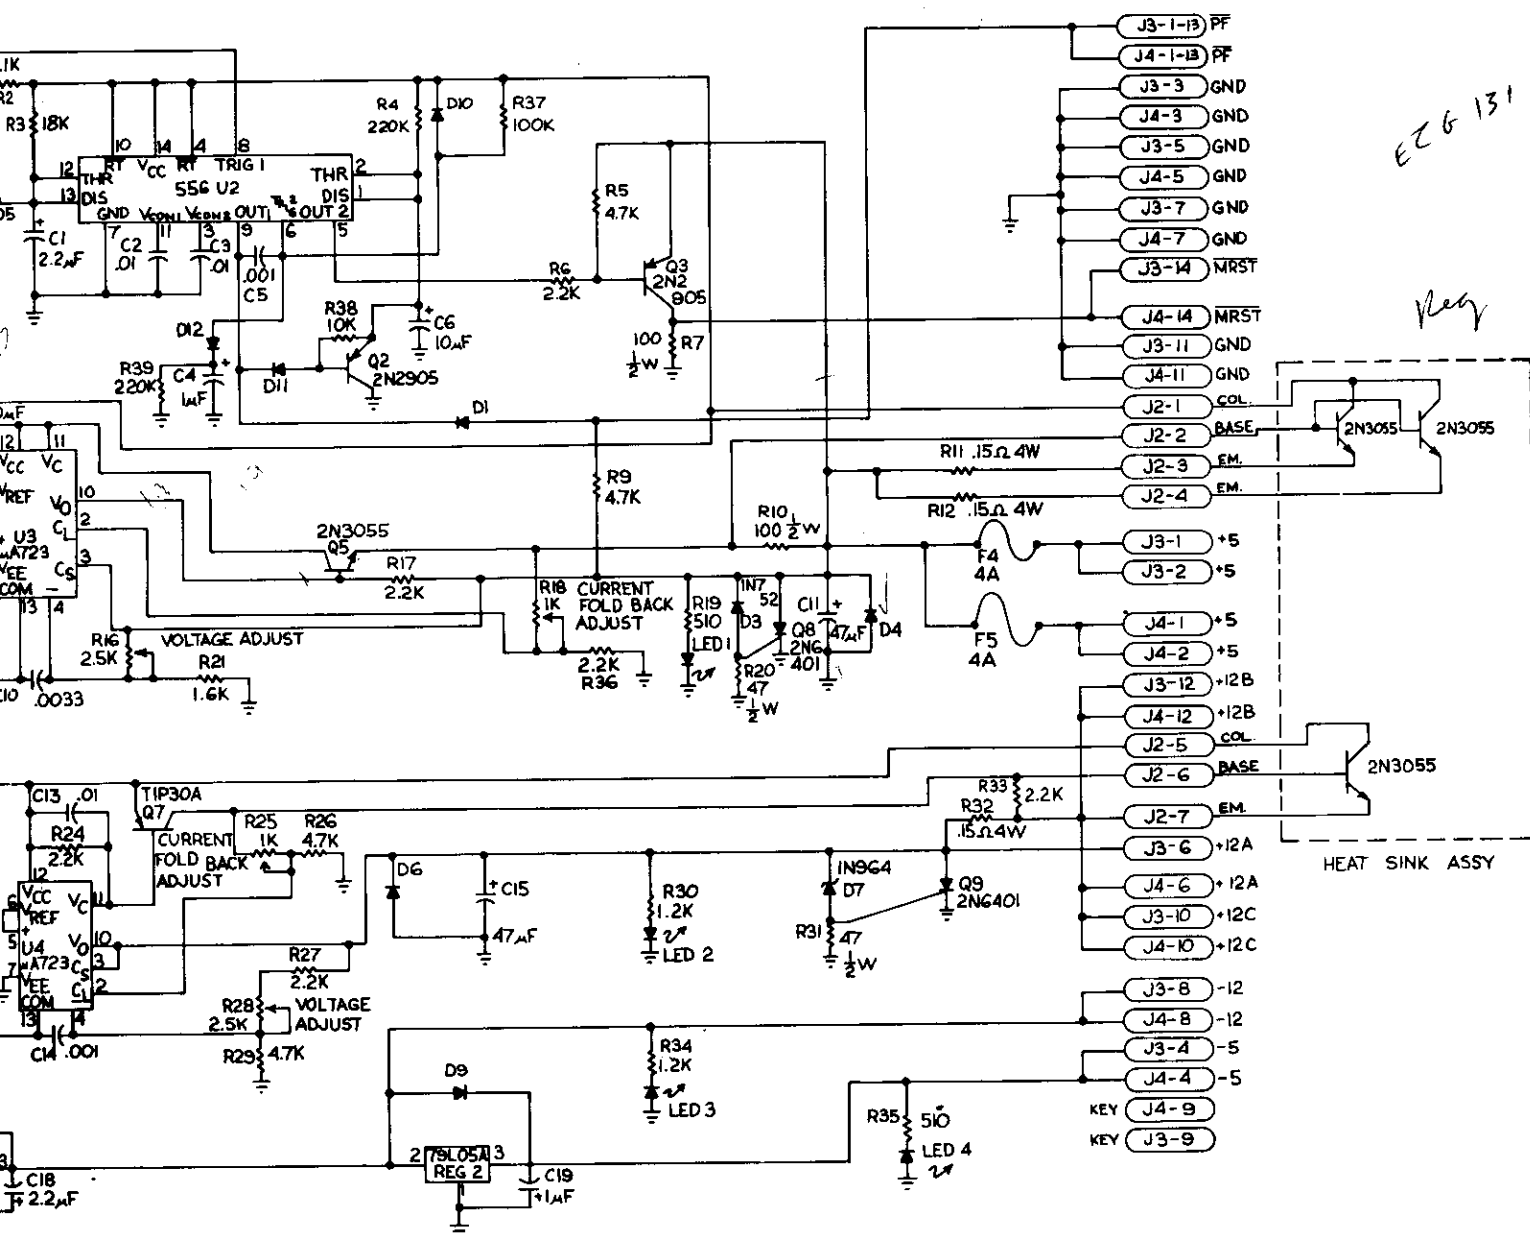 .1K
R2
R3 18K
R4
220K
D10
R37
100K
J3-1-13 PF
J4-1-13 PF
J3-3 GND
J4-3 GND
J3-5 GND
J4-5 GND
J3-7 GND
J4-7 GND
J3-14 MRST
J4-14 MRST
J3-11 GND
J4-11 GND
J2-1 COL.
J2-2 BASE
J2-3 EM.
J2-4 EM.
J3-1 +5
J3-2 +5
J4-1 +5
J4-2 +5
J3-12 +12B
J4-12 +12B
J2-5 COL.
J2-6 BASE
J2-7 EM.
J3-6 +12A
J4-6 +12A
J3-10 +12C
J4-10 +12C
J3-8 -12
J4-8 -12
J3-4 -5
J4-4 -5
KEY J4-9
KEY J3-9
ECG 131
Reg
2N3055
2N3055
2N3055
HEAT SINK ASSY
10 14 4 8
RT VCC RT TRIG 1
12 THR
13 DIS
556 U2
THR 2
DIS 1
GND VCON1 VCON2 OUT1 OUT 2
7 11 3 9 6 5
C1
2.2µF
C2
.01
C3
.01
.001
C5
R5
4.7K
R6
2.2K
Q3
2N2
905
100
½W
R7
D12
R38
10K
C6
10µF
R39
220K
C4
1µF
D11
Q2
2N2905
D1
12 11
VCC VC
VREF
VO 10
CL 2
+ U3
µA723
VEE CS 3
COM -
13 4
R9
4.7K
R11 .15Ω 4W
R12 .15Ω 4W
2N3055
Q5
R10
100 ½W
R17
2.2K
F4
4A
F5
4A
R18
1K
CURRENT
FOLD BACK
ADJUST
R19
510
LED1
1N7
52
D3
Q8
2N6
401
C11
47µF
D4
R16
2.5K
VOLTAGE ADJUST
R21
1.6K
2.2K
R36
R20
47
½W
C10 .0033
C13 .01
TIP30A
Q7
R24
2.2K
CURRENT
FOLD BACK
ADJUST
R25
1K
R26
4.7K
R33
2.2K
R32
.15Ω4W
D6
C15
47µF
R30
1.2K
LED 2
1N964
D7
R31 47
½W
Q9
2N6401
12
VCC VC 11
6 VREF
5 +
U4 VO 10
µA723 CS 3
7 VEE CL 2
COM -
13 4
R27
2.2K
R28
2.5K
VOLTAGE
ADJUST
R29 4.7K
C14 .001
D9
R34
1.2K
LED 3
R35 510
LED 4
2 79L05A 3
REG 2
1
C19
1µF
3
C18
2.2µF